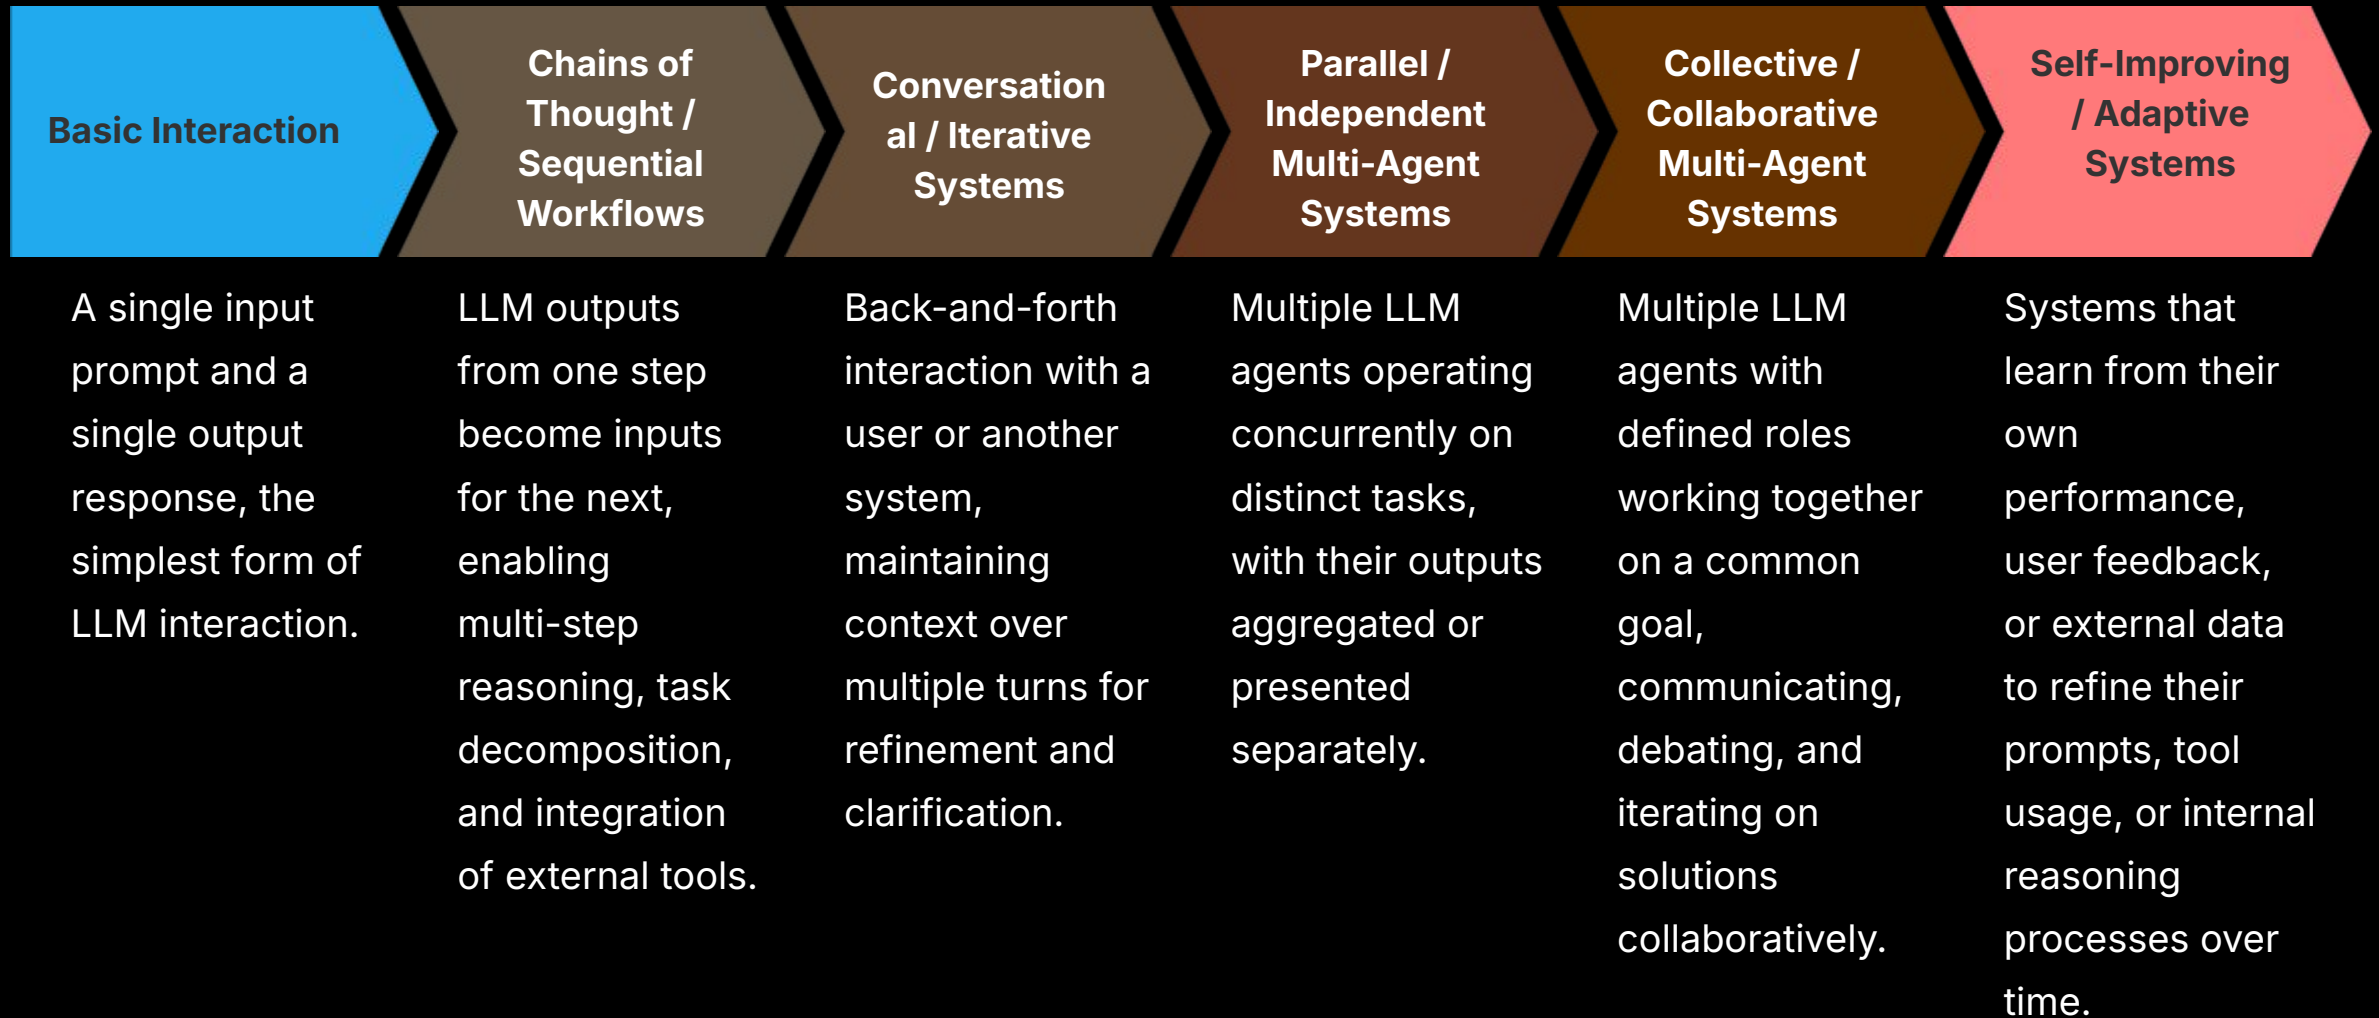 Basic Interaction
A single input
prompt and a
single output
response, the
simplest form of
LLM interaction.
Chains of
Thought /
Sequential
Workflows
LLM outputs
from one step
become inputs
for the next,
enabling
multi-step
reasoning, task
decomposition,
and integration
of external tools.
Conversation
al / Iterative
Systems
Back-and-forth
interaction with a
user or another
system,
maintaining
context over
multiple turns for
refinement and
clarification.
Parallel /
Independent
Multi-Agent
Systems
Multiple LLM
agents operating
concurrently on
distinct tasks,
with their outputs
aggregated or
presented
separately.
Collective /
Collaborative
Multi-Agent
Systems
Multiple LLM
agents with
defined roles
working together
on a common
goal,
communicating,
debating, and
iterating on
solutions
collaboratively.
Self-Improving
/ Adaptive
Systems
Systems that
learn from their
own
performance,
user feedback,
or external data
to refine their
prompts, tool
usage, or internal
reasoning
processes over
time.